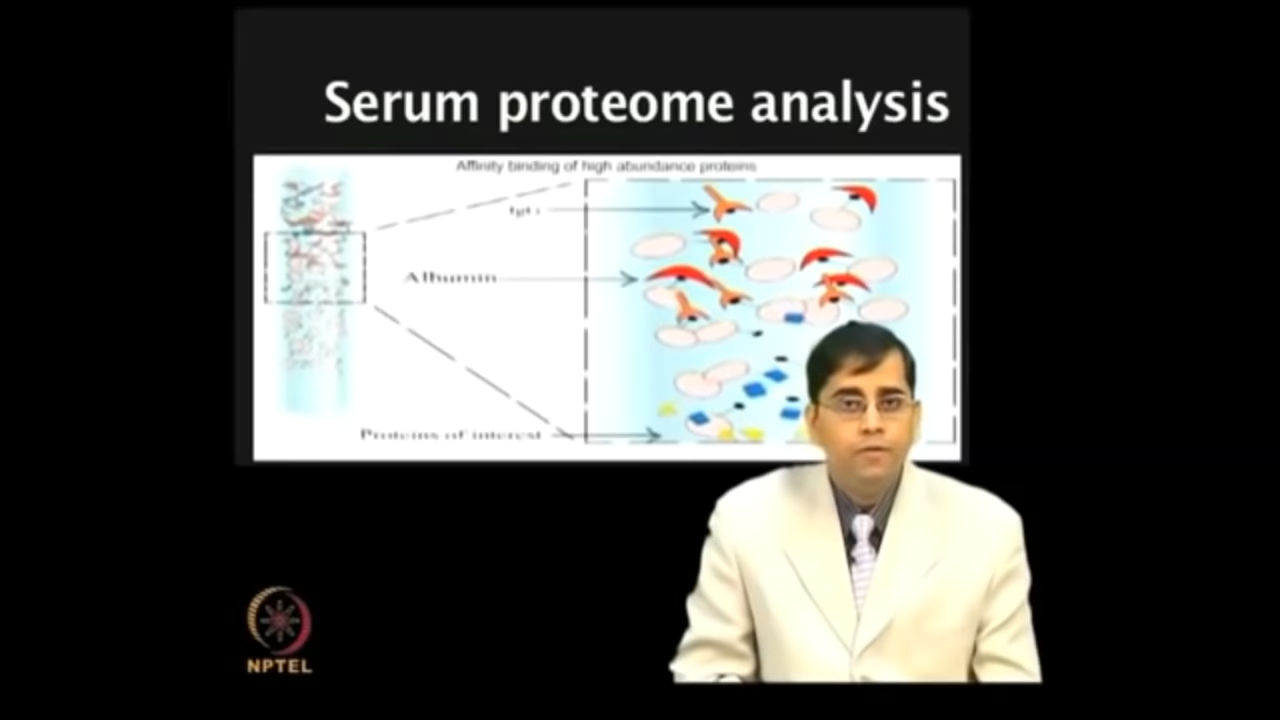 Serum proteome analysis
Affinity binding of high abundance proteins
IgG
Albumin
Proteins of interest
NPTEL